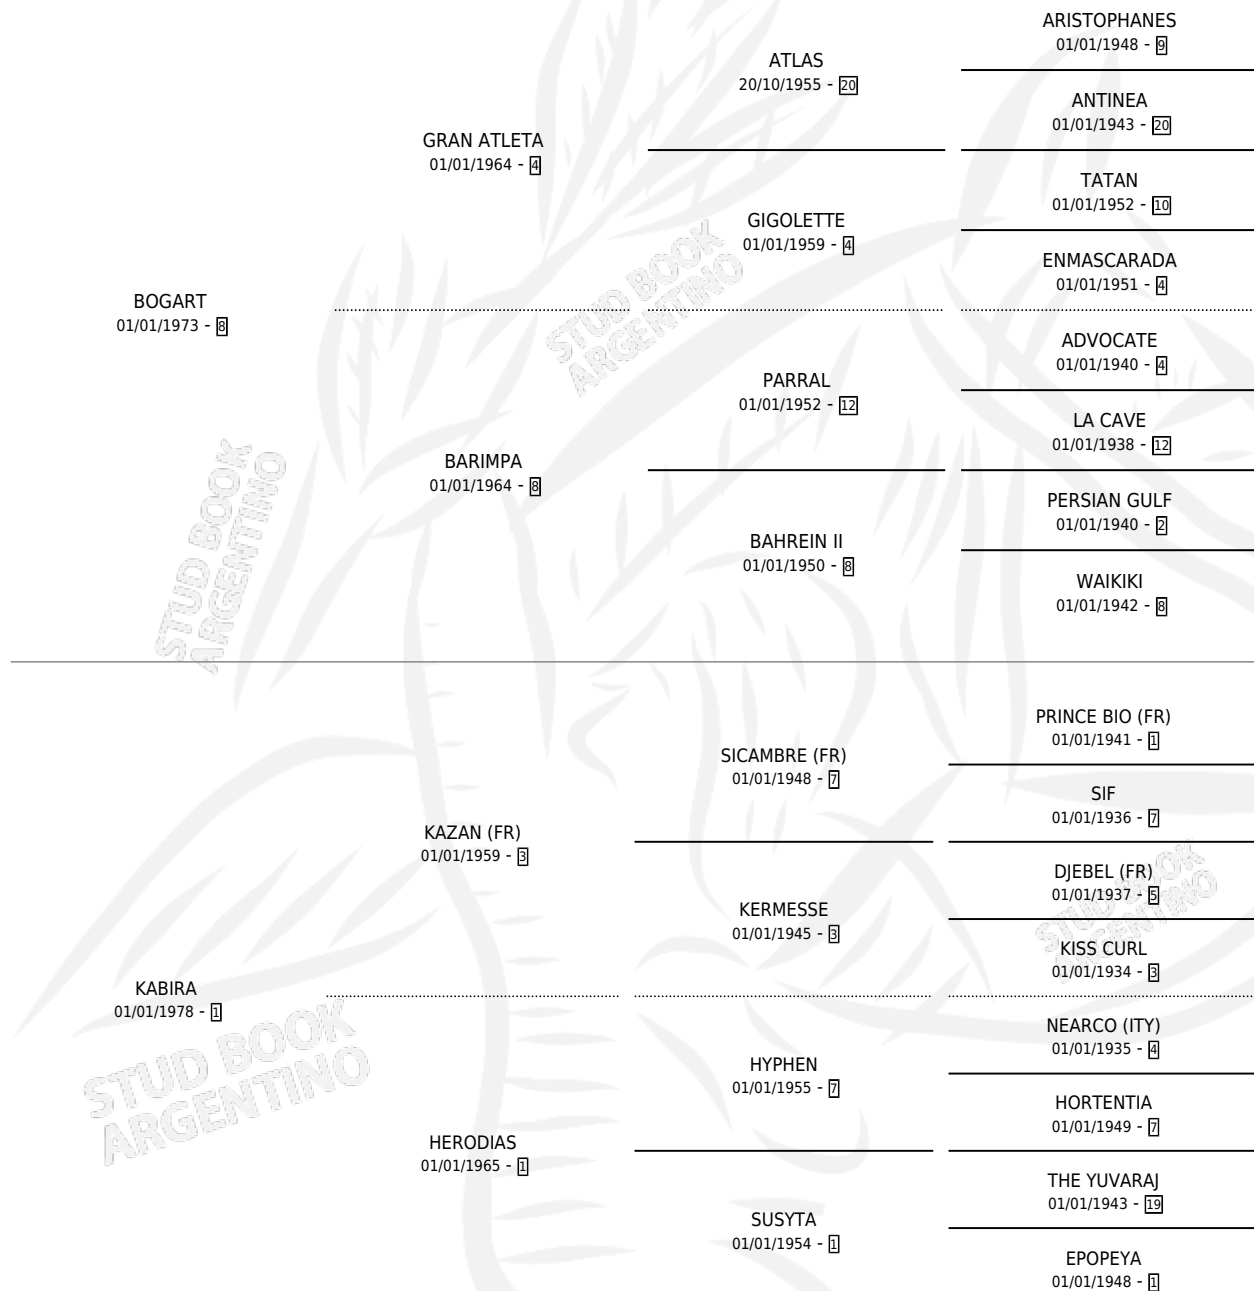 ARISTOPHANES
01/01/1948 - 9
ATLAS
20/10/1955 - 20
ANTINEA
01/01/1943 - 20
GRAN ATLETA
01/01/1964 - 4
TATAN
01/01/1952 - 10
GIGOLETTE
01/01/1959 - 4
ENMASCARADA
01/01/1951 - 4
BOGART
01/01/1973 - 8
ADVOCATE
01/01/1940 - 4
PARRAL
01/01/1952 - 12
LA CAVE
01/01/1938 - 12
BARIMPA
01/01/1964 - 8
PERSIAN GULF
01/01/1940 - 2
BAHREIN II
01/01/1950 - 8
WAIKIKI
01/01/1942 - 8
STUD BOOK
ARGENTINO
STUD BOOK
ARGENTINO
PRINCE BIO (FR)
01/01/1941 - 1
SICAMBRE (FR)
01/01/1948 - 7
SIF
01/01/1936 - 7
KAZAN (FR)
01/01/1959 - 3
DJEBEL (FR)
01/01/1937 - 5
KERMESSE
01/01/1945 - 3
KISS CURL
01/01/1934 - 3
KABIRA
01/01/1978 - 1
NEARCO (ITY)
01/01/1935 - 4
HYPHEN
01/01/1955 - 7
HORTENTIA
01/01/1949 - 7
HERODIAS
01/01/1965 - 1
THE YUVARAJ
01/01/1943 - 19
SUSYTA
01/01/1954 - 1
EPOPEYA
01/01/1948 - 1
STUD BOOK
ARGENTINO
STUD BOOK
ARGENTINO